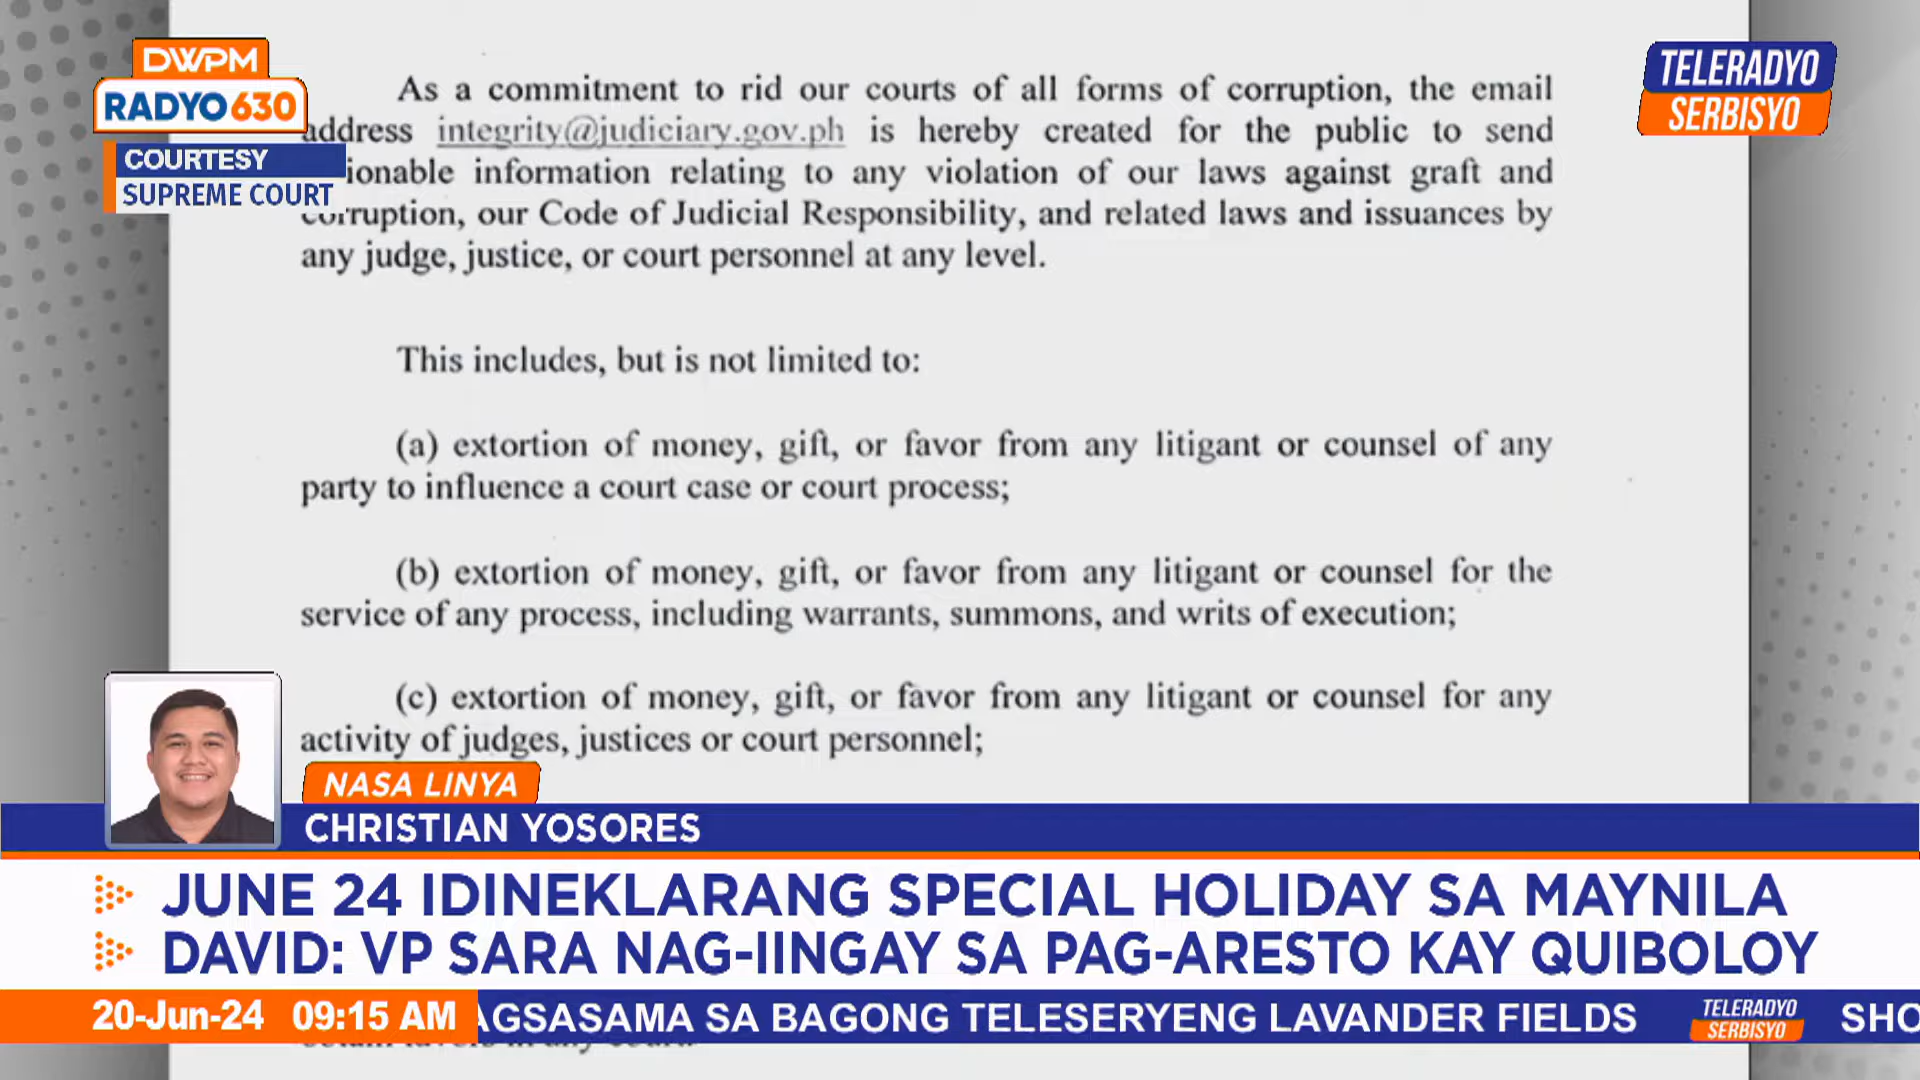 DWPM
RADYO 630
COURTESY
SUPREME COURT
TELERADYO
SERBISYO
As a commitment to rid our courts of all forms of corruption, the email
address integrity@judiciary.gov.ph is hereby created for the public to send
ionable information relating to any violation of our laws against graft and
corruption, our Code of Judicial Responsibility, and related laws and issuances by
any judge, justice, or court personnel at any level.
This includes, but is not limited to:
(a) extortion of money, gift, or favor from any litigant or counsel of any
party to influence a court case or court process;
(b) extortion of money, gift, or favor from any litigant or counsel for the
service of any process, including warrants, summons, and writs of execution;
(c) extortion of money, gift, or favor from any litigant or counsel for any
activity of judges, justices or court personnel;
NASA LINYA
CHRISTIAN YOSORES
JUNE 24 IDINEKLARANG SPECIAL HOLIDAY SA MAYNILA
DAVID: VP SARA NAG-IINGAY SA PAG-ARESTO KAY QUIBOLOY
20-Jun-24 09:15 AM AGSASAMA SA BAGONG TELESERYENG LAVANDER FIELDS TELERADYO SERBISYO SHO